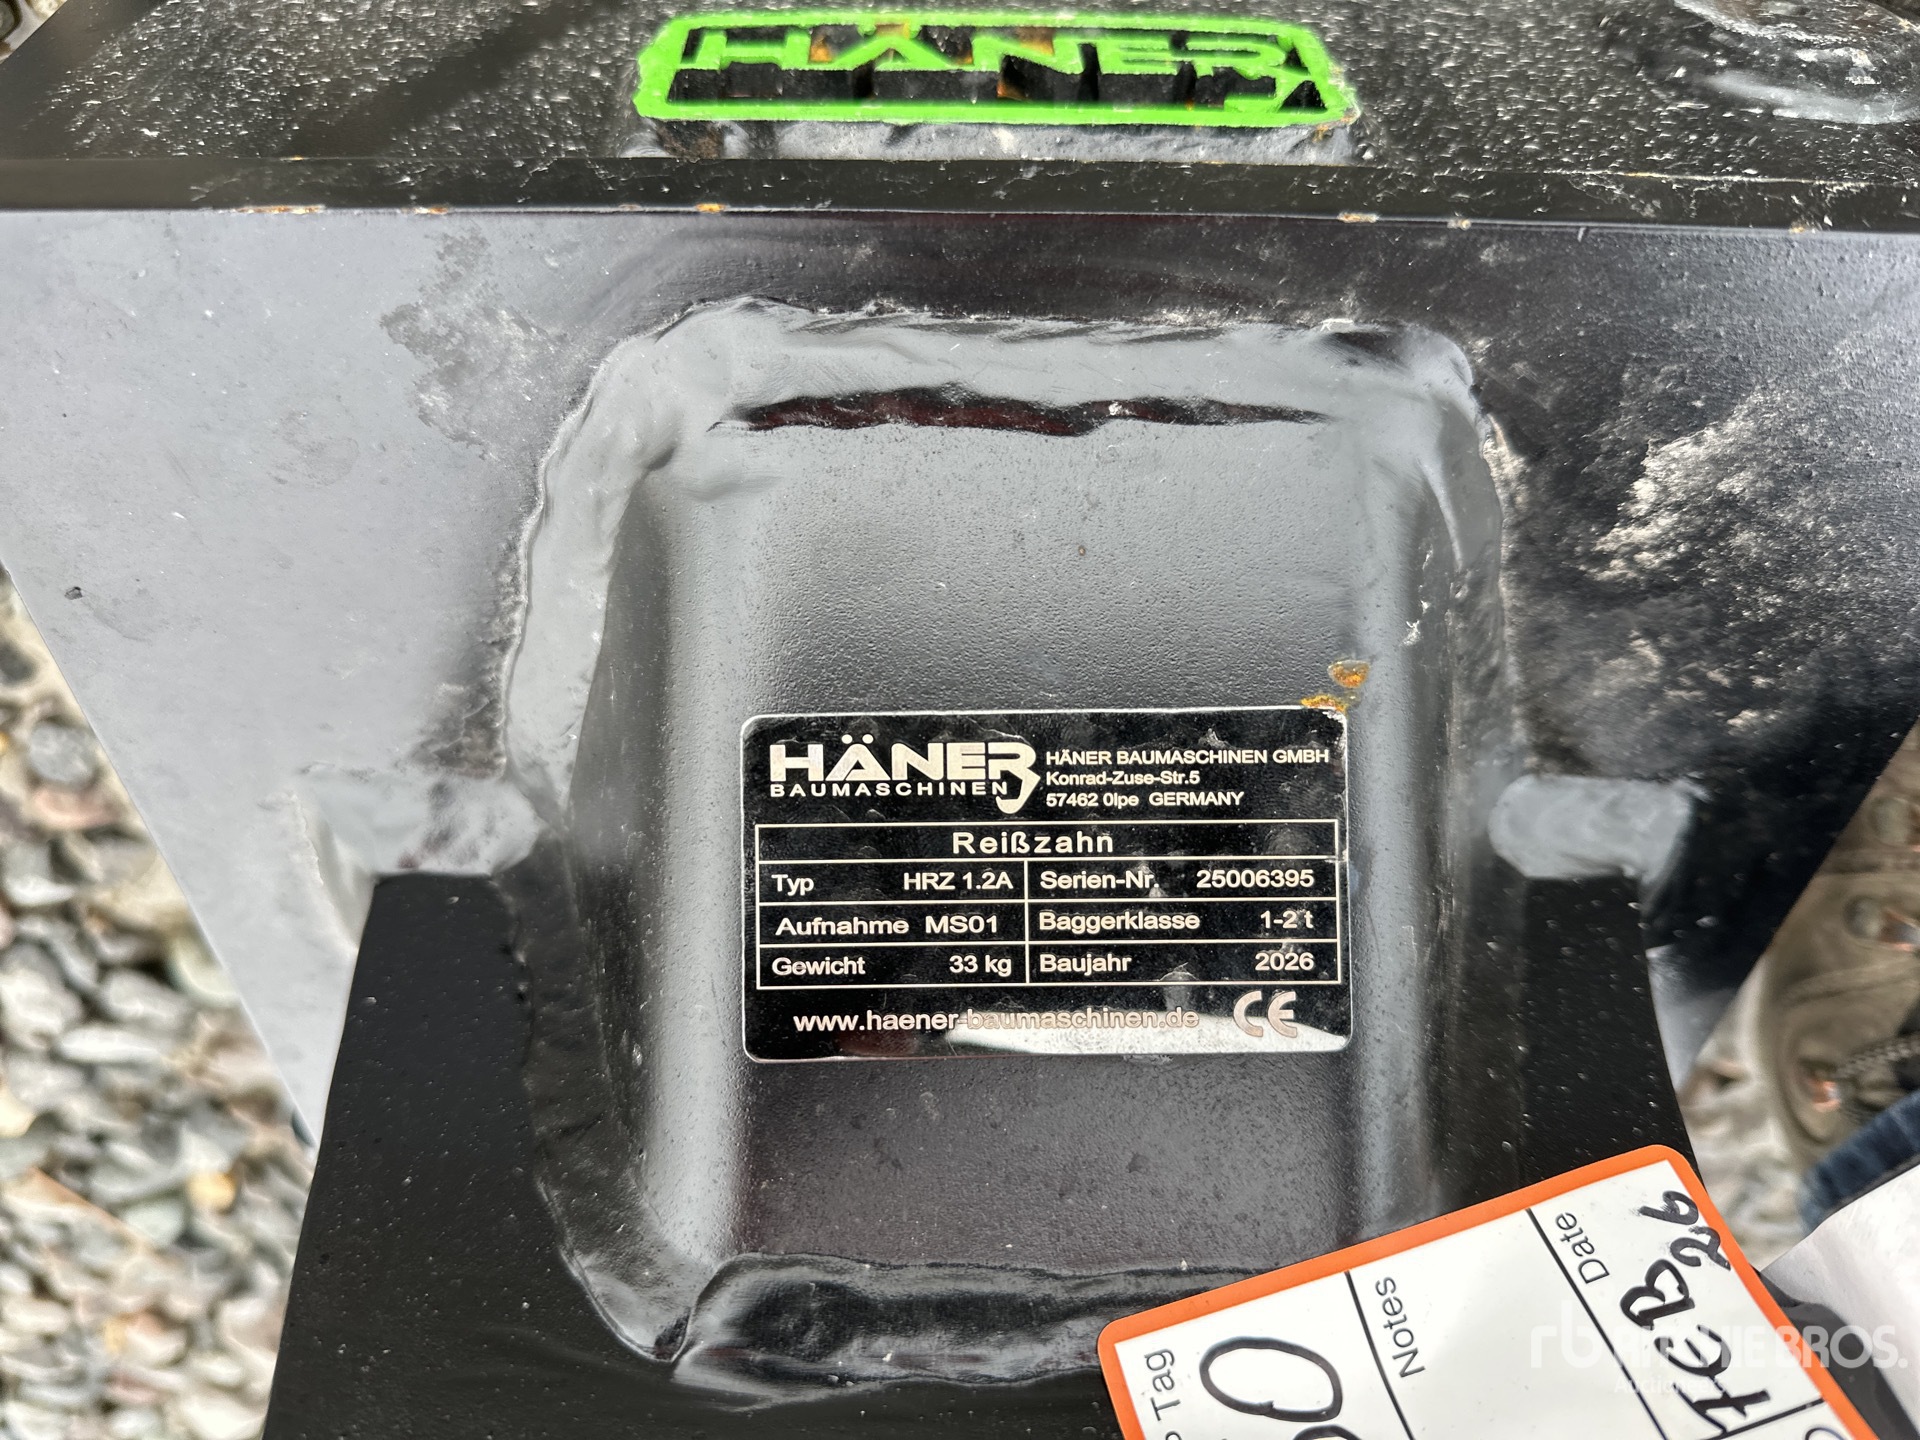 HÄNER
HÄNER
BAUMASCHINEN
HÄNER BAUMASCHINEN GMBH
Konrad-Zuse-Str.5
57462 Olpe GERMANY
Reißzahn
Typ HRZ 1.2A Serien-Nr. 25006395
Aufnahme MS01 Baggerklasse 1-2 t
Gewicht 33 kg Baujahr 2026
www.haener-baumaschinen.de CE
Date
Notes
Tag
rb RITCHIE BROS.